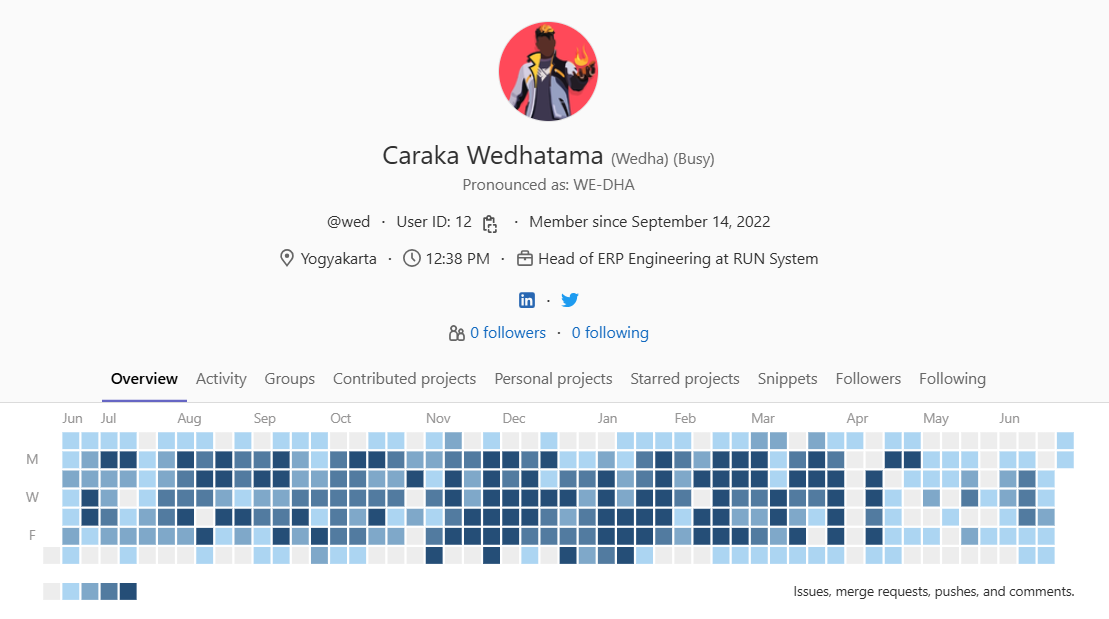 Caraka Wedhatama (Wedha) (Busy)
Pronounced as: WE-DHA
@wed · User ID: 12 · Member since September 14, 2022
Yogyakarta · 12:38 PM · Head of ERP Engineering at RUN System
in ·
0 followers · 0 following
Overview Activity Groups Contributed projects Personal projects Starred projects Snippets Followers Following
Jun Jul Aug Sep Oct Nov Dec Jan Feb Mar Apr May Jun
M
W
F
Issues, merge requests, pushes, and comments.